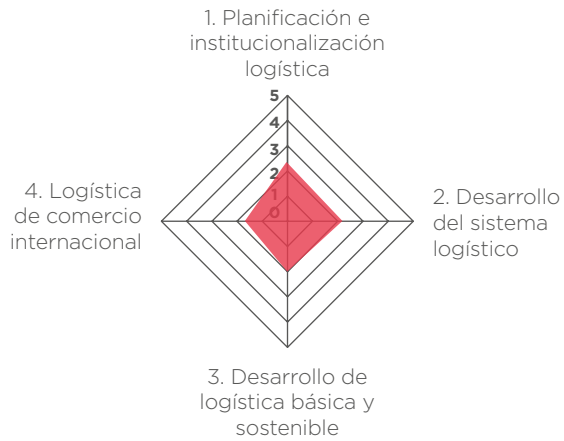 1. Planificación e
institucionalización
logística
5
4
3
2
1
0
4. Logística
de comercio
internacional
2. Desarrollo
del sistema
logístico
3. Desarrollo de
logística básica y
sostenible